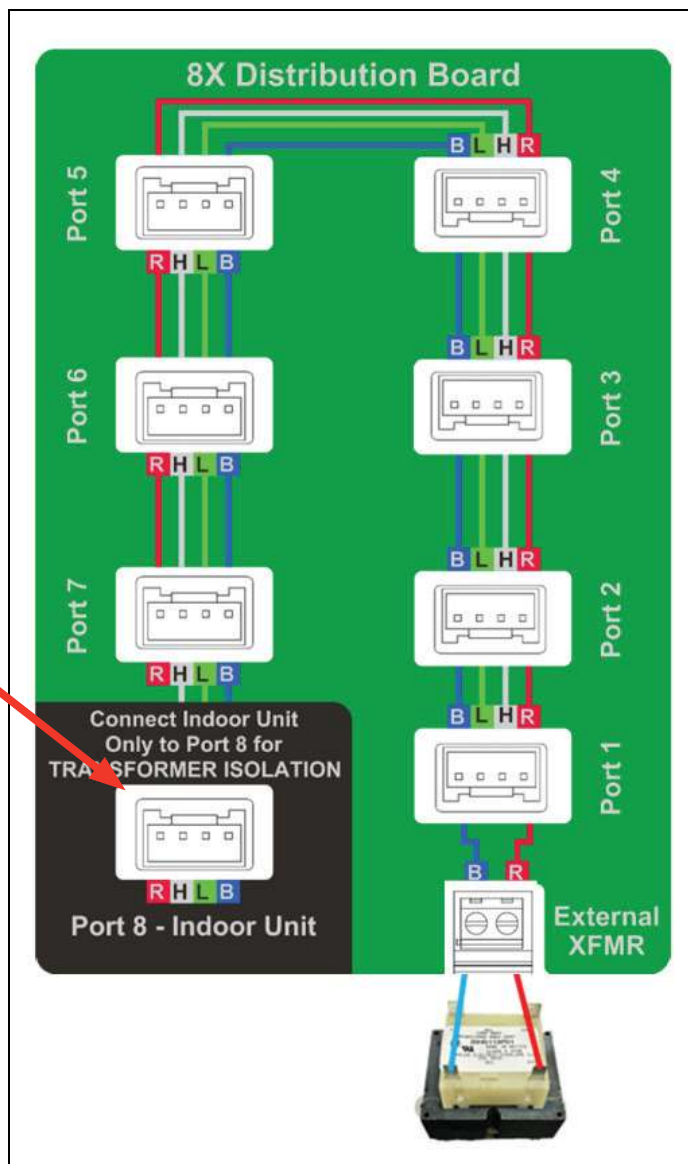 8X Distribution Board
B L H R
Port 5
Port 4
R H L B
B L H R
Port 6
Port 3
R H L B
B L H R
Port 7
Port 2
R H L B
B L H R
Connect Indoor Unit
Only to Port 8 for
TRANSFORMER ISOLATION
Port 1
R H L B
B R
Port 8 - Indoor Unit
External
XFMR